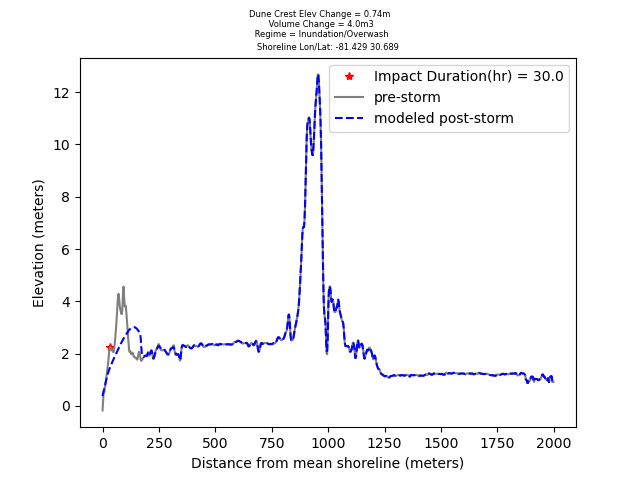 Dune Crest Elev Change = 0.74m
Volume Change = 4.0m3
Regime = Inundation/Overwash
Shoreline Lon/Lat: -81.429 30.689
Impact Duration(hr) = 30.0
pre-storm
modeled post-storm
12
10
8
6
4
2
0
Elevation (meters)
0 250 500 750 1000 1250 1500 1750 2000
Distance from mean shoreline (meters)